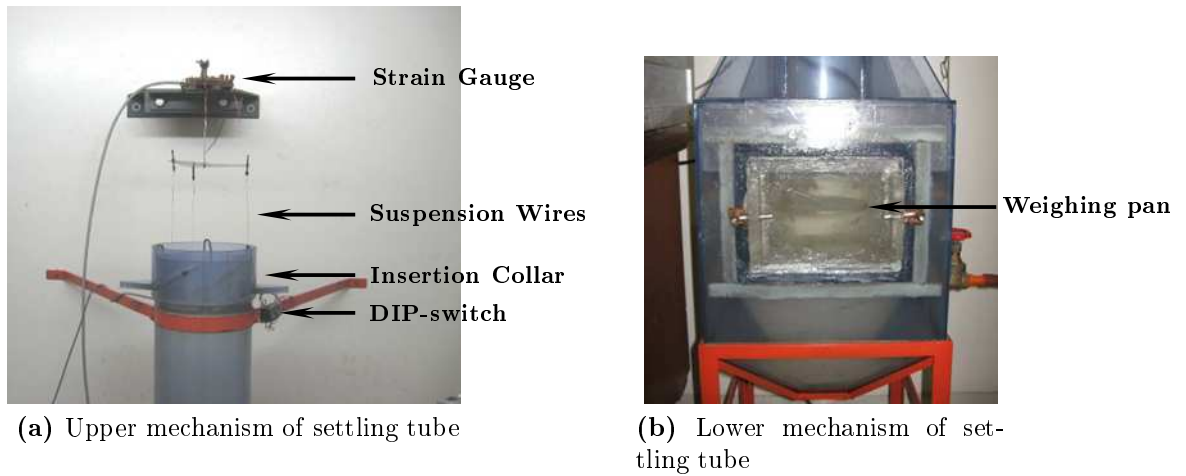 Strain Gauge
Suspension Wires
Insertion Collar
DIP-switch
(a) Upper mechanism of settling tube
Weighing pan
(b) Lower mechanism of set-
tling tube